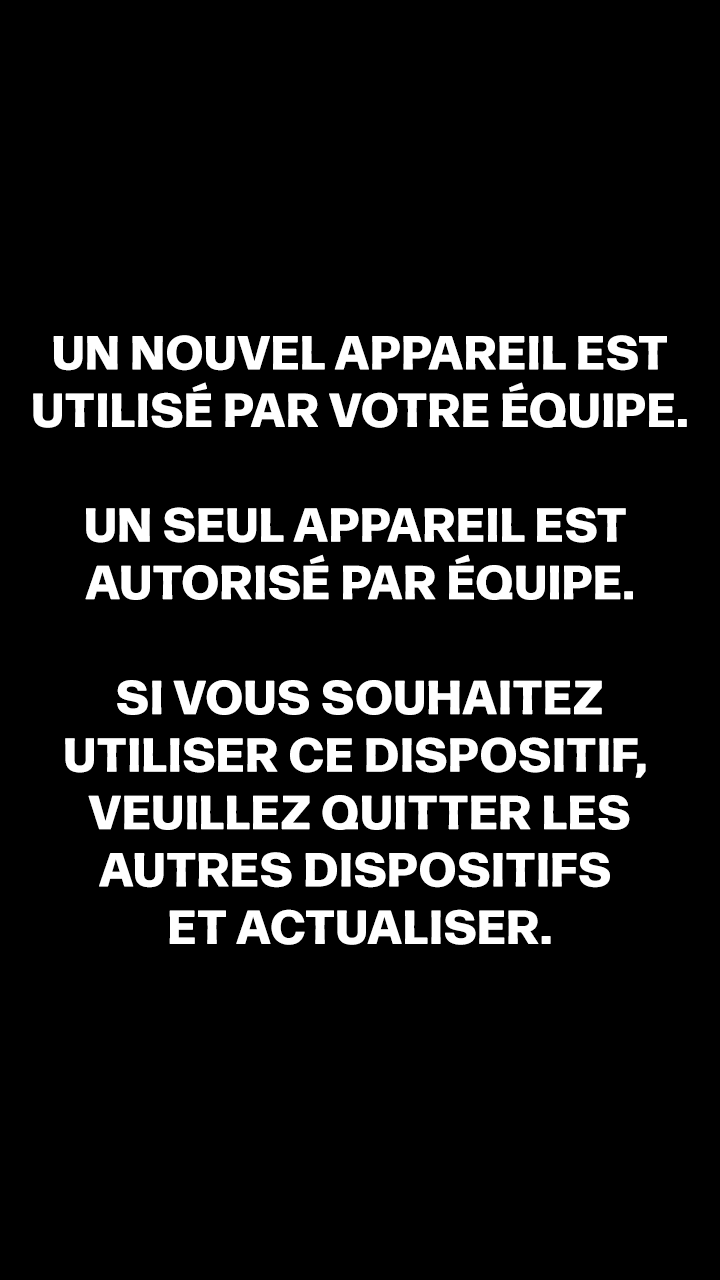 UN NOUVEL APPAREIL EST
UTILISÉ PAR VOTRE ÉQUIPE.
UN SEUL APPAREIL EST
AUTORISÉ PAR ÉQUIPE.
SI VOUS SOUHAITEZ
UTILISER CE DISPOSITIF,
VEUILLEZ QUITTER LES
AUTRES DISPOSITIFS
ET ACTUALISER.